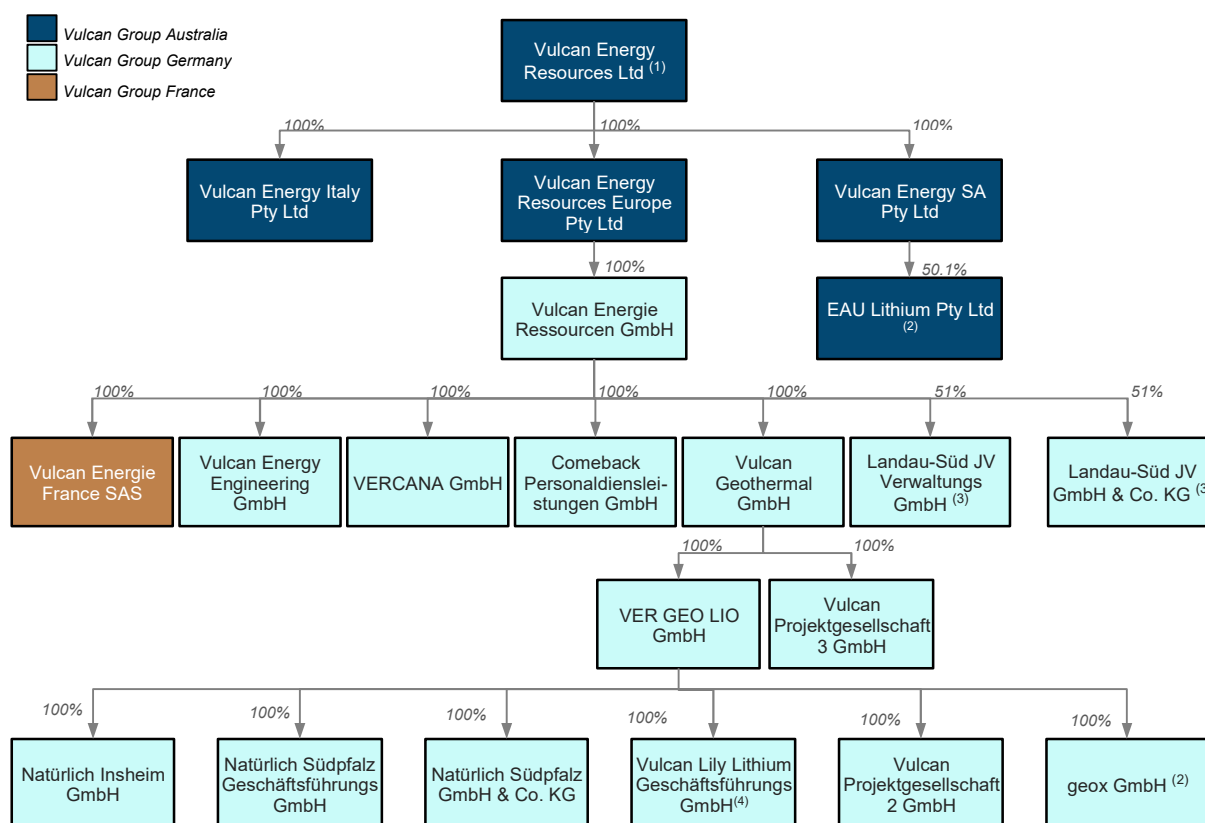 Vulcan Group Australia
Vulcan Group Germany
Vulcan Group France
Vulcan Energy
Resources Ltd (1)
100%
100%
100%
Vulcan Energy Italy
Pty Ltd
Vulcan Energy
Resources Europe
Pty Ltd
Vulcan Energy SA
Pty Ltd
100%
50.1%
Vulcan Energie
Ressourcen GmbH
EAU Lithium Pty Ltd
(2)
100%
100%
100%
100%
100%
51%
51%
Vulcan Energie
France SAS
Vulcan Energy
Engineering
GmbH
VERCANA GmbH
Comeback
Personaldienslei-
stungen GmbH
Vulcan
Geothermal
GmbH
Landau-Süd JV
Verwaltungs
GmbH (3)
Landau-Süd JV
GmbH & Co. KG (3
100%
100%
VER GEO LIO
GmbH
Vulcan
Projektgesellschaft
3 GmbH
100%
100%
100%
100%
100%
100%
Natürlich Insheim
GmbH
Natürlich Südpfalz
Geschäftsführungs
GmbH
Natürlich Südpfalz
GmbH & Co. KG
Vulcan Lily Lithium
Geschäftsführungs
GmbH(4)
Vulcan
Projektgesellschaft
2 GmbH
geox GmbH (2)